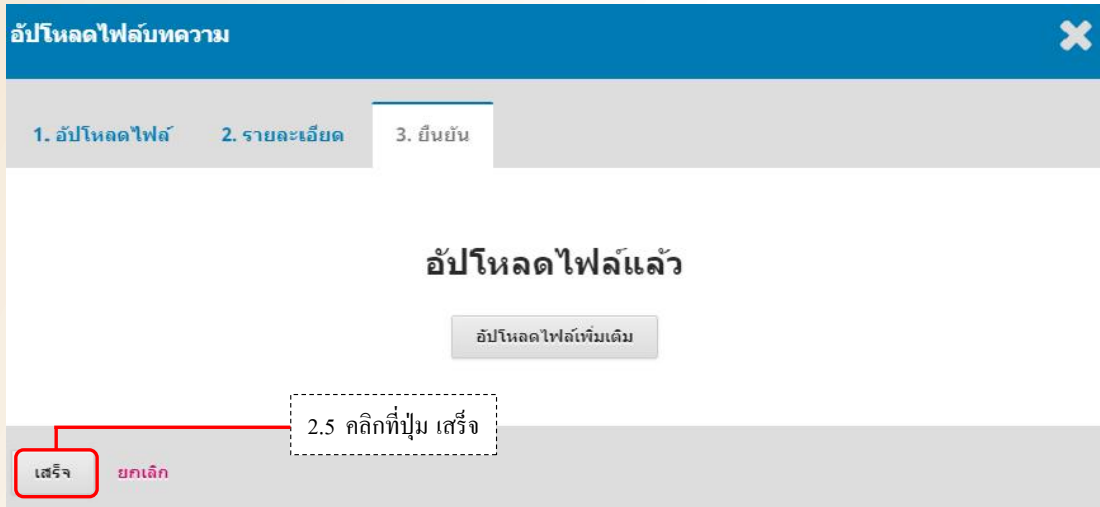 อัปโหลดไฟล์บทความ
1. อัปโหลดไฟล์ 2. รายละเอียด 3. ยืนยัน
อัปโหลดไฟล์แล้ว
อัปโหลดไฟล์เพิ่มเติม
2.5 คลิกที่ปุ่ม เสร็จ
เสร็จ ยกเลิก